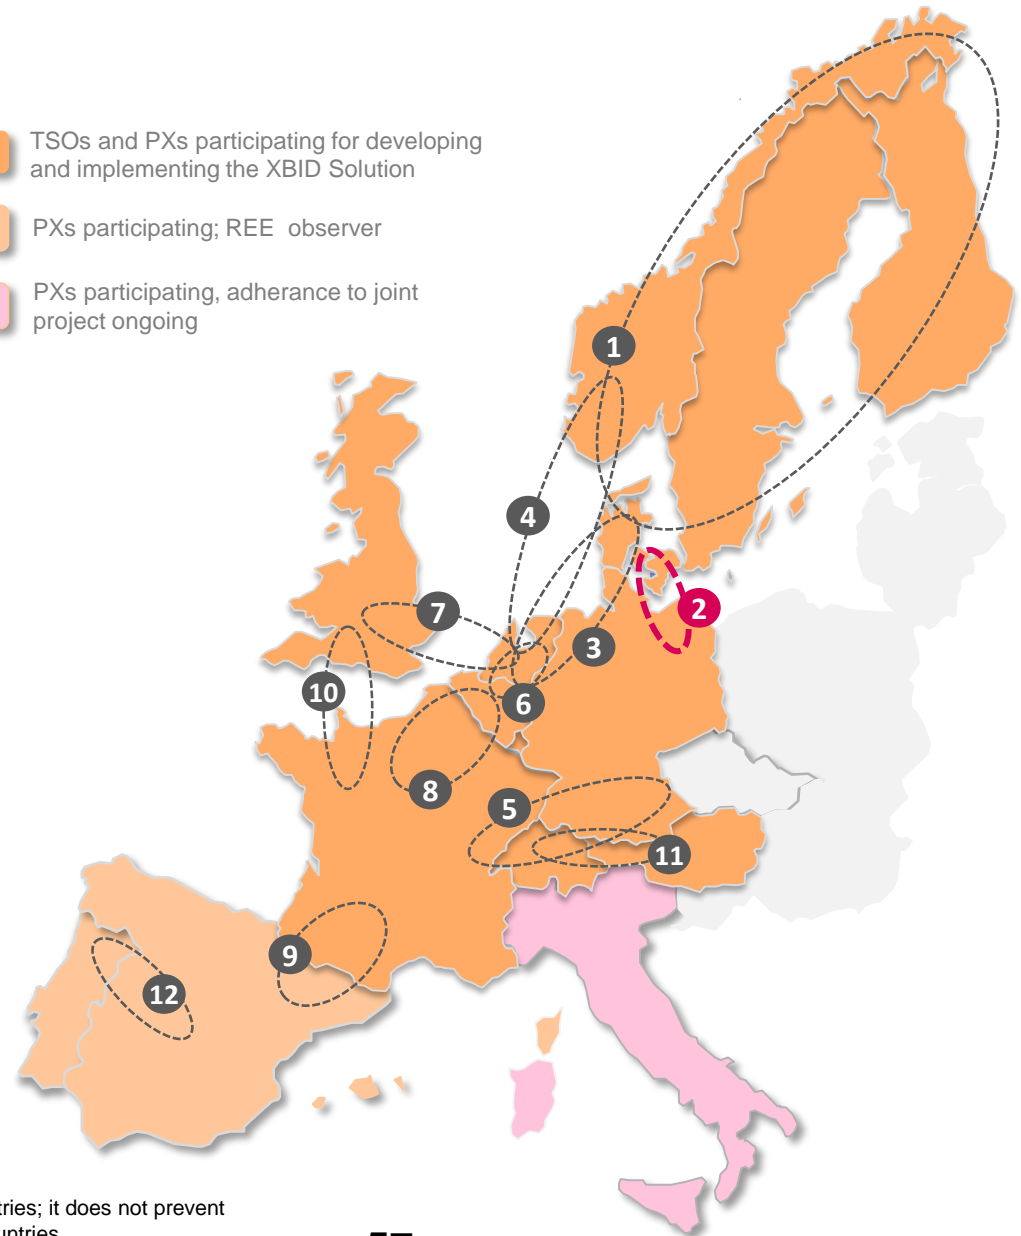 TSOs and PXs participating for developing
and implementing the XBID Solution
PXs participating; REE observer
PXs participating, adherance to joint
project ongoing
1
4
2
7
3
10
6
8
5
11
9
12
tries; it does not prevent